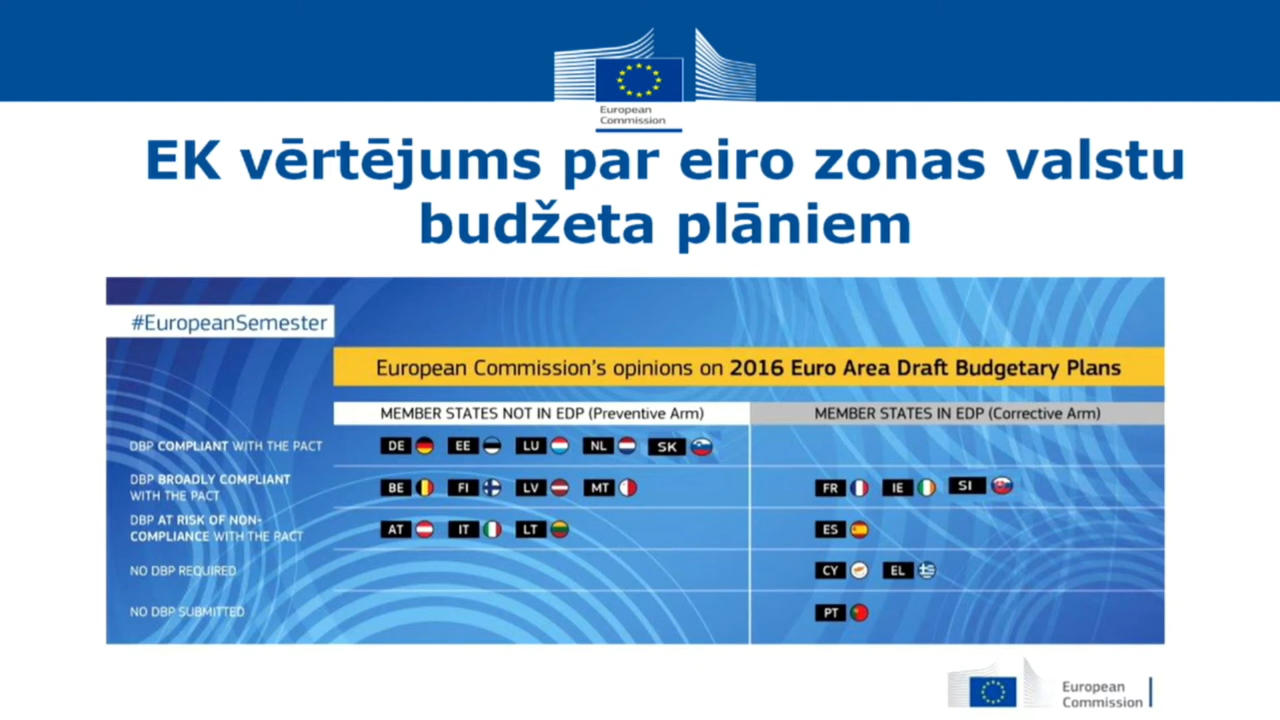 European
Commission
EK vērtējums par eiro zonas valstu
budžeta plāniem
#EuropeanSemester
European Commission's opinions on 2016 Euro Area Draft Budgetary Plans
MEMBER STATES NOT IN EDP (Preventive Arm) MEMBER STATES IN EDP (Corrective Arm)
DBP COMPLIANT WITH THE PACT DE EE LU NL SK
DBP BROADLY COMPLIANT
WITH THE PACT BE FI LV MT FR IE SI
DBP AT RISK OF NON-
COMPLIANCE WITH THE PACT AT IT LT ES
NO DBP REQUIRED CY EL
NO DBP SUBMITTED PT
European
Commission